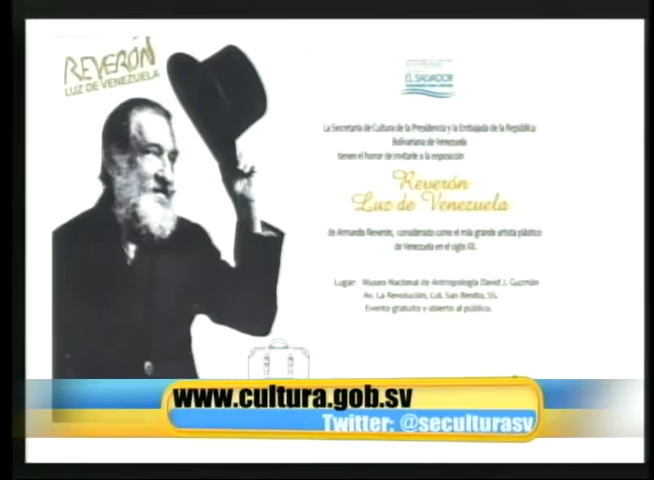 REVERÓN
LUZ DE VENEZUELA
EL SALVADOR
La Secretaría de Cultura de la Presidencia y la Embajada de la República
Bolivariana de Venezuela
tienen el honor de invitarle a la exposición
Reverón
Luz de Venezuela
de Armando Reverón, considerado como el más grande artista plástico
de Venezuela en el siglo XX.
Lugar: Museo Nacional de Antropología David J. Guzmán
Av. La Revolución, Col. San Benito, SS.
Evento gratuito y abierto al público.
www.cultura.gob.sv
Twitter: @seculturasv